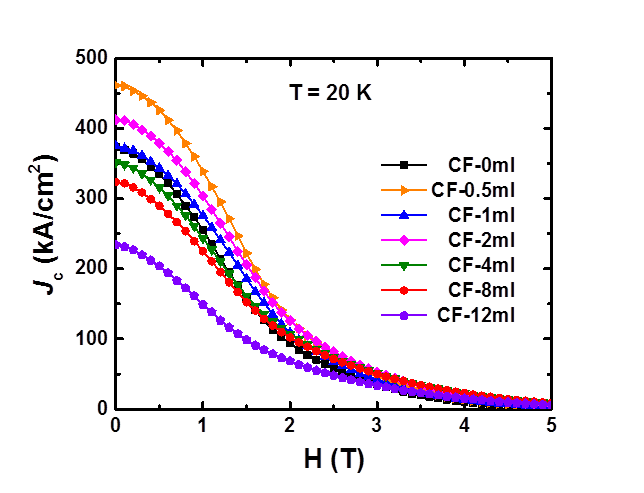 500
400
300
200
100
0
J_c (kA/cm²)
T = 20 K
CF-0ml
CF-0.5ml
CF-1ml
CF-2ml
CF-4ml
CF-8ml
CF-12ml
0 1 2 3 4 5
H (T)